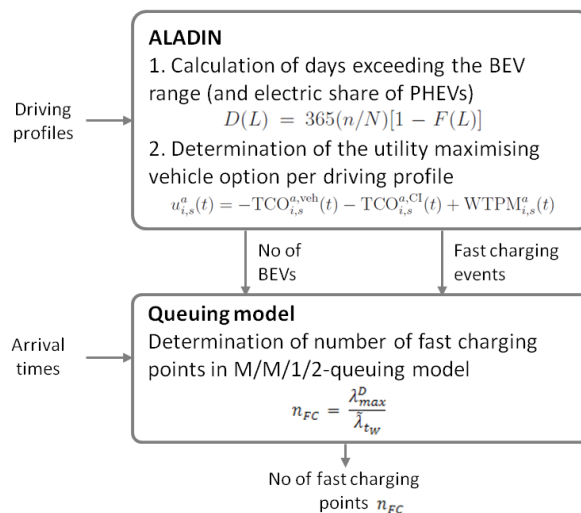 ALADIN
1. Calculation of days exceeding the BEV
range (and electric share of PHEVs)
D(L) = 365(n/N)[1 − F(L)]
2. Determination of the utility maximising
vehicle option per driving profile
u^a_{i,s}(t) = −TCO^{a,veh}_{i,s}(t) − TCO^{a,CI}_{i,s}(t) + WTPM^a_{i,s}(t)
Driving
profiles
No of
BEVs
Fast charging
events
Queuing model
Determination of number of fast charging
points in M/M/1/2-queuing model
n_{FC} = λ^D_{max} / λ̃_{t_W}
Arrival
times
No of fast charging
points n_{FC}